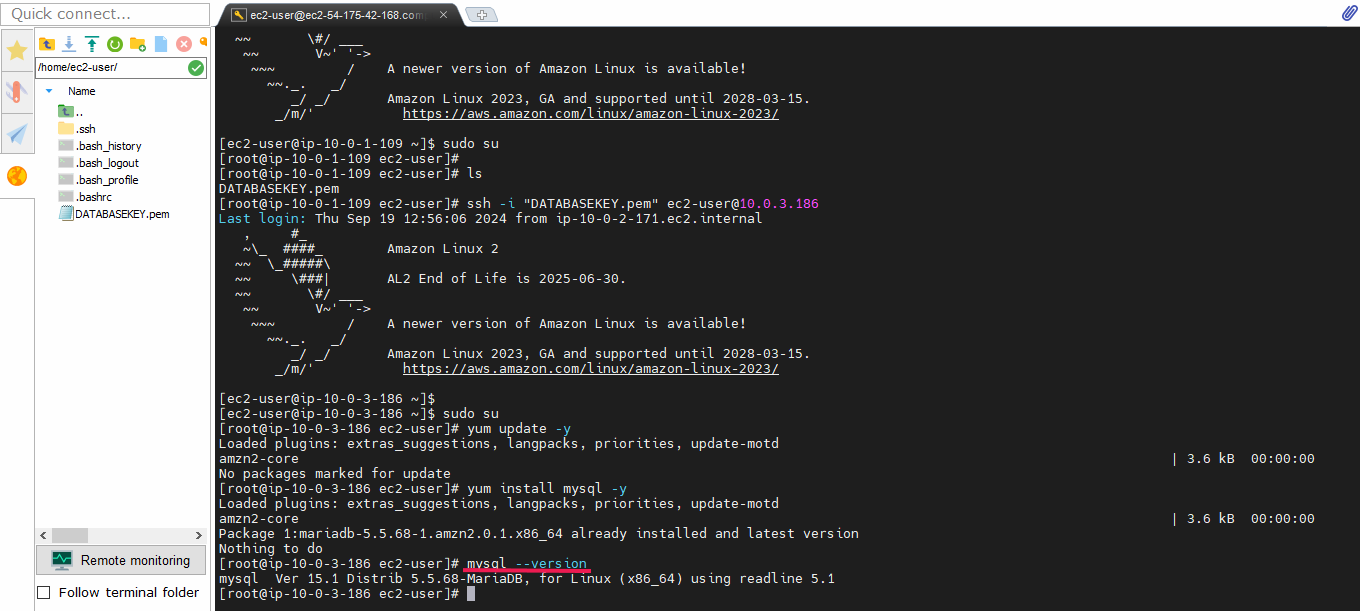 Quick connect...
ec2-user@ec2-54-175-42-168.com
/home/ec2-user/
Name
..
.ssh
.bash_history
.bash_logout
.bash_profile
.bashrc
DATABASEKEY.pem
Remote monitoring
Follow terminal folder
  ~~       \#/ ___
   ~~       V~' '->
    ~~~         /    A newer version of Amazon Linux is available!
      ~~._.   _/
         _/ _/       Amazon Linux 2023, GA and supported until 2028-03-15.
       _/m/'           https://aws.amazon.com/linux/amazon-linux-2023/
[ec2-user@ip-10-0-1-109 ~]$ sudo su
[root@ip-10-0-1-109 ec2-user]#
[root@ip-10-0-1-109 ec2-user]# ls
DATABASEKEY.pem
[root@ip-10-0-1-109 ec2-user]# ssh -i "DATABASEKEY.pem" ec2-user@10.0.3.186
Last login: Thu Sep 19 12:56:06 2024 from ip-10-0-2-171.ec2.internal
   ,     #_
   ~\_  ####_        Amazon Linux 2
  ~~  \_#####\
  ~~     \###|       AL2 End of Life is 2025-06-30.
  ~~       \#/ ___
   ~~       V~' '->
    ~~~         /    A newer version of Amazon Linux is available!
      ~~._.   _/
         _/ _/       Amazon Linux 2023, GA and supported until 2028-03-15.
       _/m/'           https://aws.amazon.com/linux/amazon-linux-2023/
[ec2-user@ip-10-0-3-186 ~]$
[ec2-user@ip-10-0-3-186 ~]$ sudo su
[root@ip-10-0-3-186 ec2-user]# yum update -y
Loaded plugins: extras_suggestions, langpacks, priorities, update-motd
amzn2-core | 3.6 kB 00:00:00
No packages marked for update
[root@ip-10-0-3-186 ec2-user]# yum install mysql -y
Loaded plugins: extras_suggestions, langpacks, priorities, update-motd
amzn2-core | 3.6 kB 00:00:00
Package 1:mariadb-5.5.68-1.amzn2.0.1.x86_64 already installed and latest version
Nothing to do
[root@ip-10-0-3-186 ec2-user]# mysql --version
mysql  Ver 15.1 Distrib 5.5.68-MariaDB, for Linux (x86_64) using readline 5.1
[root@ip-10-0-3-186 ec2-user]#